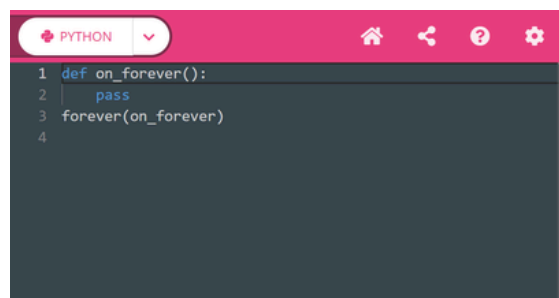 PYTHON
1 def on_forever():
2     pass
3 forever(on_forever)
4